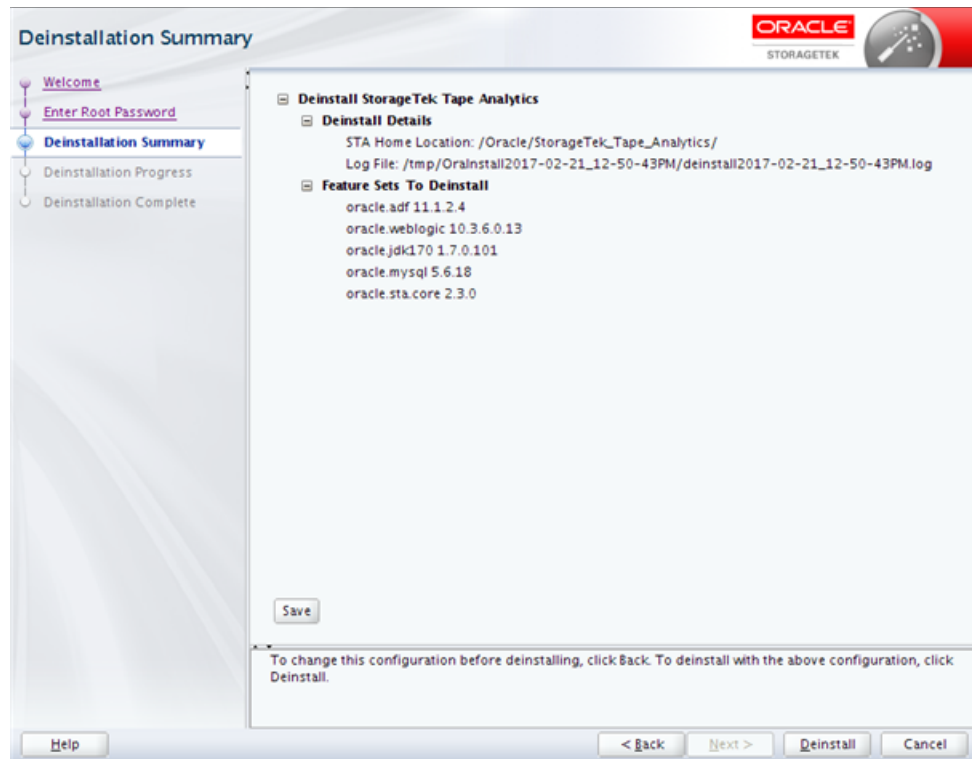 Deinstallation Summary
ORACLE
STORAGETEK
Welcome
Enter Root Password
Deinstallation Summary
Deinstallation Progress
Deinstallation Complete
Deinstall StorageTek Tape Analytics
Deinstall Details
STA Home Location: /Oracle/StorageTek_Tape_Analytics/
Log File: /tmp/OraInstall2017-02-21_12-50-43PM/deinstall2017-02-21_12-50-43PM.log
Feature Sets To Deinstall
oracle.adf 11.1.2.4
oracle.weblogic 10.3.6.0.13
oracle.jdk170 1.7.0.101
oracle.mysql 5.6.18
oracle.sta.core 2.3.0
Save
To change this configuration before deinstalling, click Back. To deinstall with the above configuration, click
Deinstall.
Help
< Back
Next >
Deinstall
Cancel